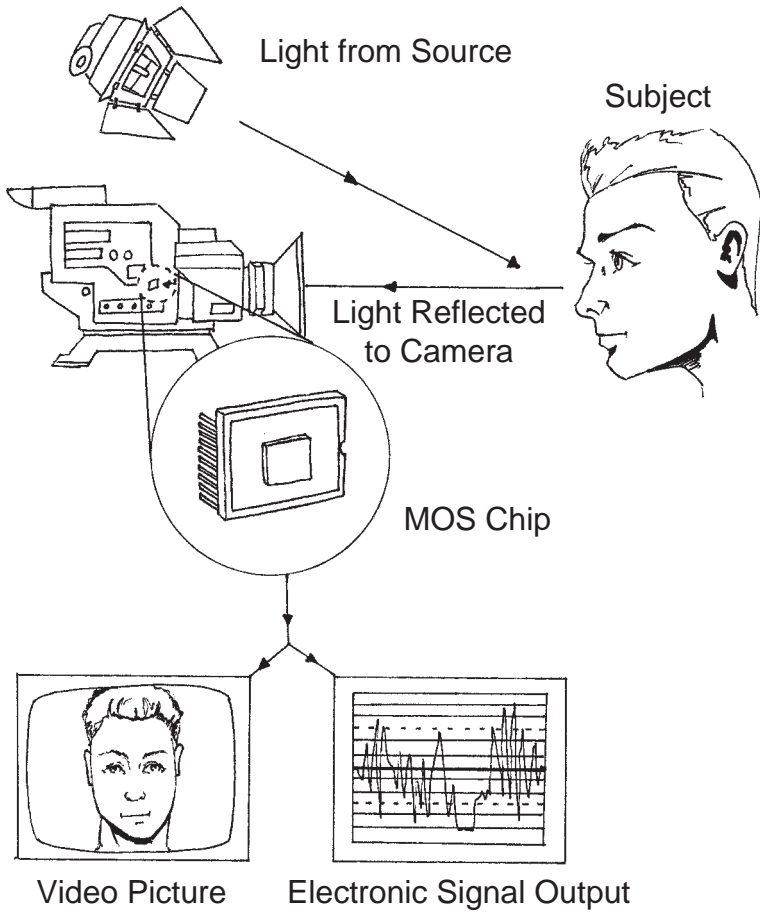 Light from Source
Subject
Light Reflected
to Camera
MOS Chip
Video Picture
Electronic Signal Output